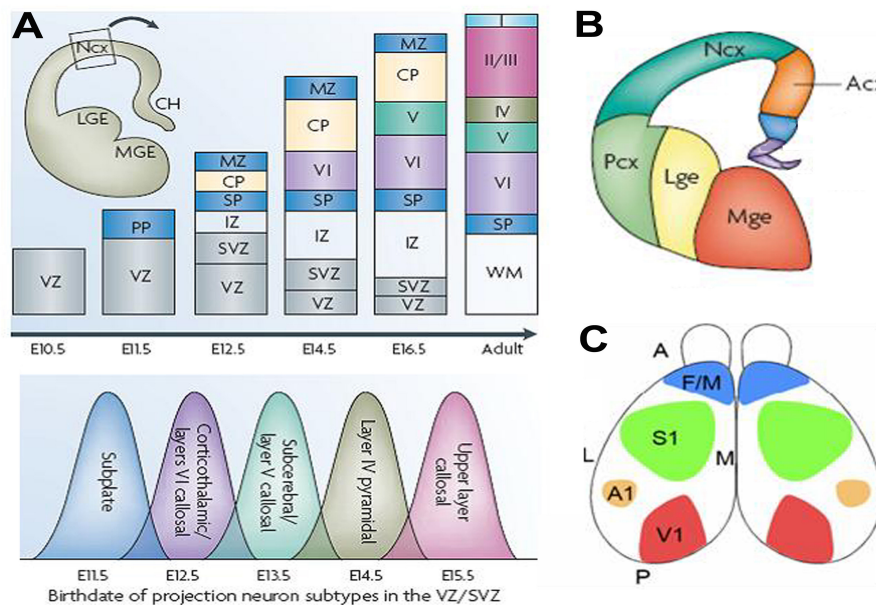 A
Ncx
CH
LGE
MGE
VZ
PP
VZ
MZ
CP
SP
IZ
SVZ
VZ
MZ
CP
VI
SP
IZ
SVZ
VZ
MZ
CP
V
VI
SP
IZ
SVZ
VZ
I
II/III
IV
V
VI
SP
WM
E10.5 E11.5 E12.5 E14.5 E16.5 Adult
Subplate
Corticothalamic/
layers VI callosal
Subcerebral/
layer V callosal
Layer IV pyramidal
Upper layer
callosal
E11.5 E12.5 E13.5 E14.5 E15.5
Birthdate of projection neuron subtypes in the VZ/SVZ
B
Ncx
Pcx
Lge
Mge
C
A
F/M
S1
L
M
A1
V1
P